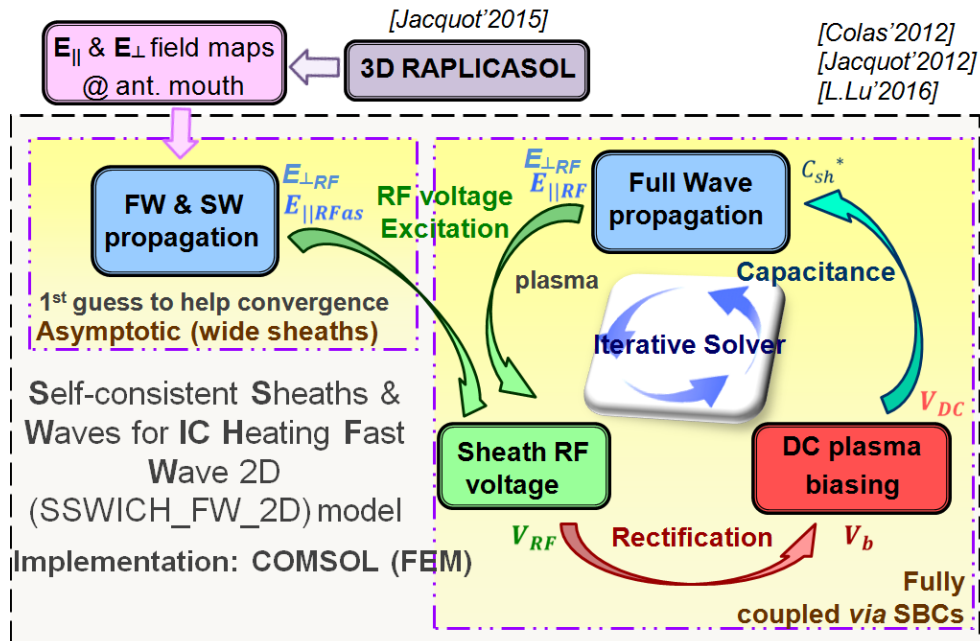 [Jacquot’2015]
E|| & E⊥ field maps
@ ant. mouth
3D RAPLICASOL
[Colas’2012]
[Jacquot’2012]
[L.Lu’2016]
FW & SW
propagation
E⊥RF
E||RFas
1st guess to help convergence
Asymptotic (wide sheaths)
RF voltage
Excitation
E⊥RF
E||RF
Full Wave
propagation
Csh*
plasma
Capacitance
Iterative Solver
VDC
Sheath RF
voltage
DC plasma
biasing
VRF
Rectification
Vb
Fully
coupled via SBCs
Self-consistent Sheaths &
Waves for IC Heating Fast
Wave 2D
(SSWICH_FW_2D) model
Implementation: COMSOL (FEM)